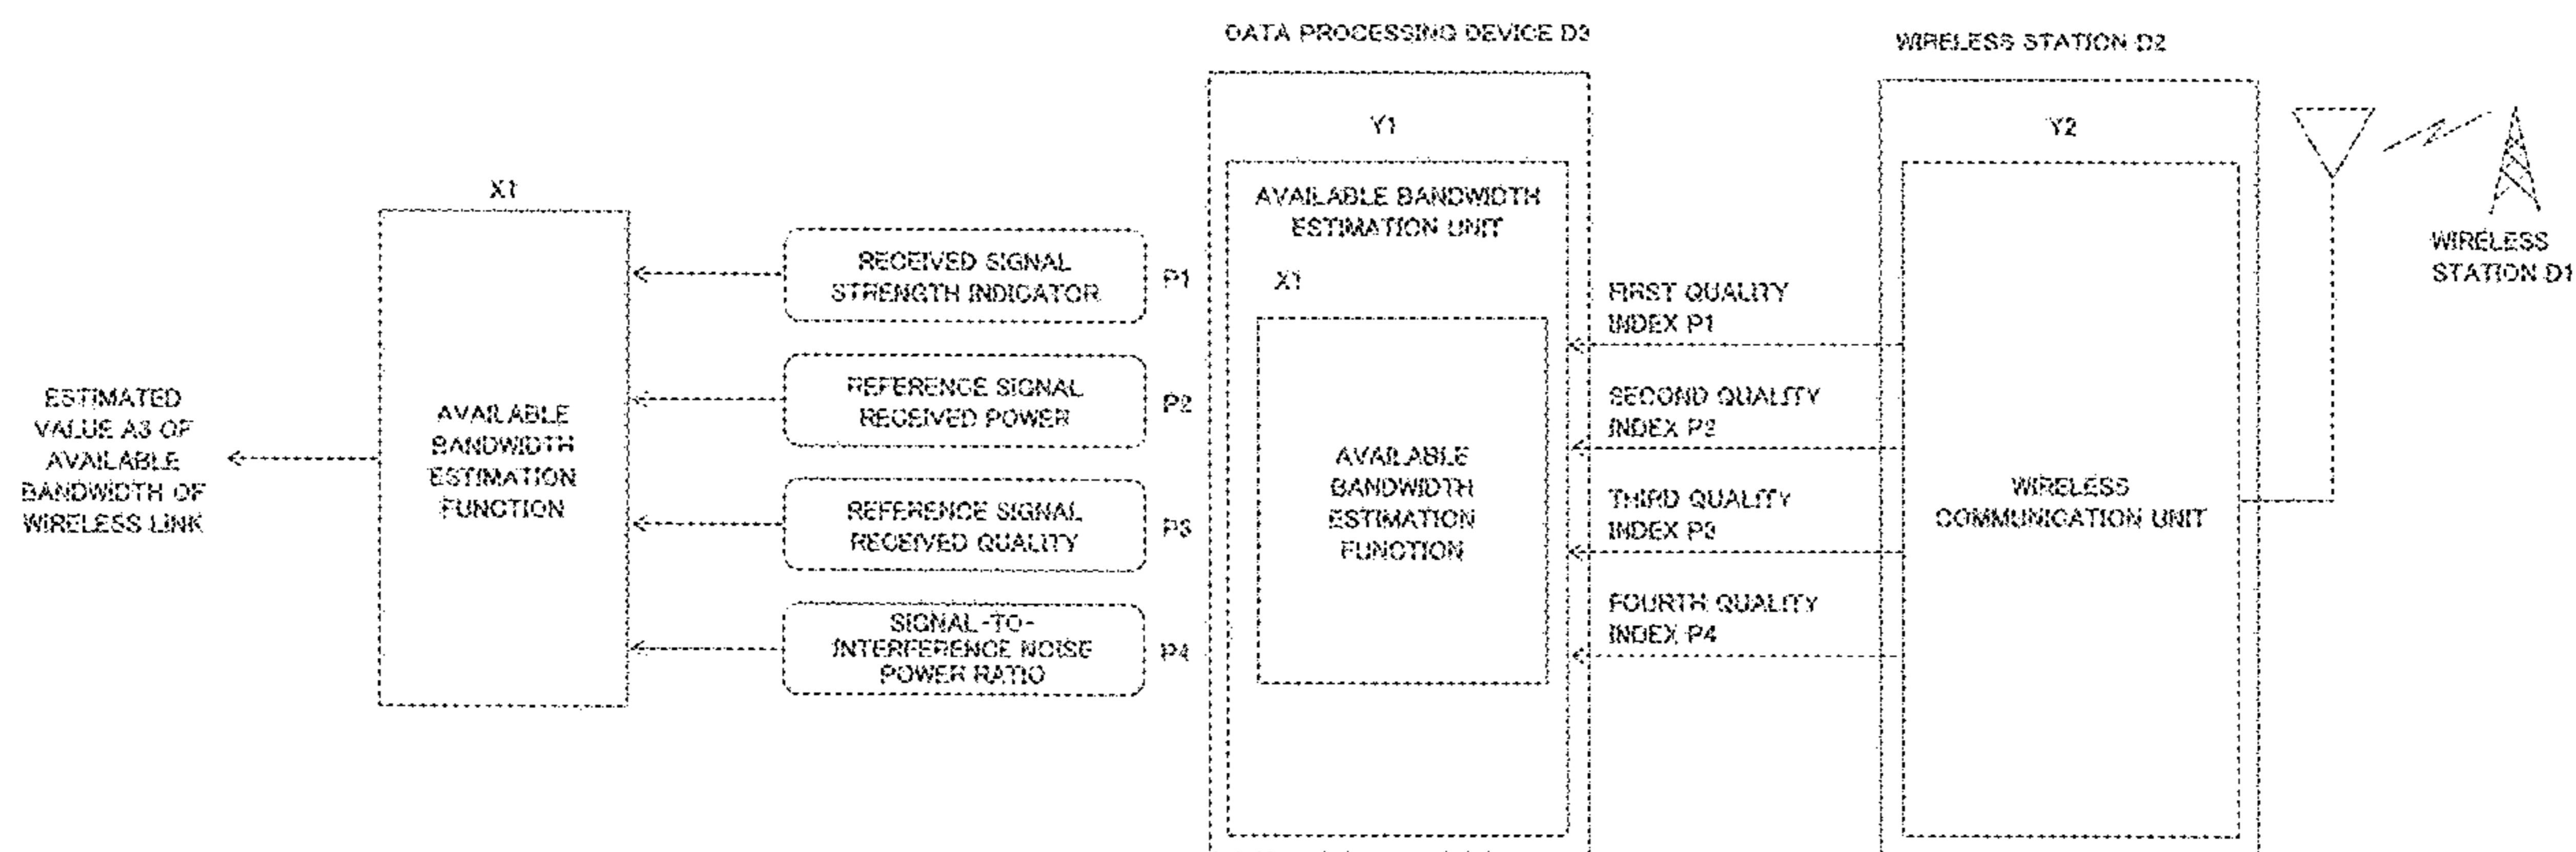 DATA PROCESSING DEVICE D3
WIRELESS STATION D2
Y1
Y2
X1
AVAILABLE BANDWIDTH
ESTIMATION UNIT
WIRELESS
STATION D1
RECEIVED SIGNAL
STRENGTH INDICATOR
P1
X1
FIRST QUALITY
INDEX P1
REFERENCE SIGNAL
RECEIVED POWER
P2
SECOND QUALITY
INDEX P2
ESTIMATED
VALUE A3 OF
AVAILABLE
BANDWIDTH OF
WIRELESS LINK
AVAILABLE
BANDWIDTH
ESTIMATION
FUNCTION
AVAILABLE
BANDWIDTH
ESTIMATION
FUNCTION
WIRELESS
COMMUNICATION UNIT
REFERENCE SIGNAL
RECEIVED QUALITY
P3
THIRD QUALITY
INDEX P3
SIGNAL-TO-
INTERFERENCE NOISE
POWER RATIO
P4
FOURTH QUALITY
INDEX P4